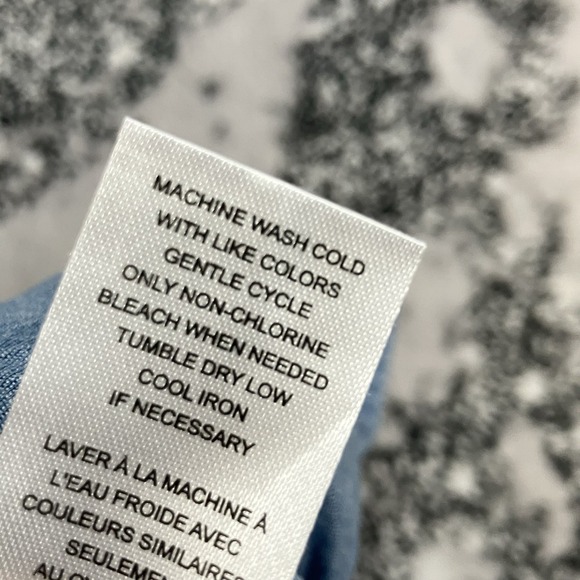 MACHINE WASH COLD
WITH LIKE COLORS
GENTLE CYCLE
ONLY NON-CHLORINE
BLEACH WHEN NEEDED
TUMBLE DRY LOW
COOL IRON
IF NECESSARY
LAVER À LA MACHINE À
L'EAU FROIDE AVEC
COULEURS SIMILAIRES